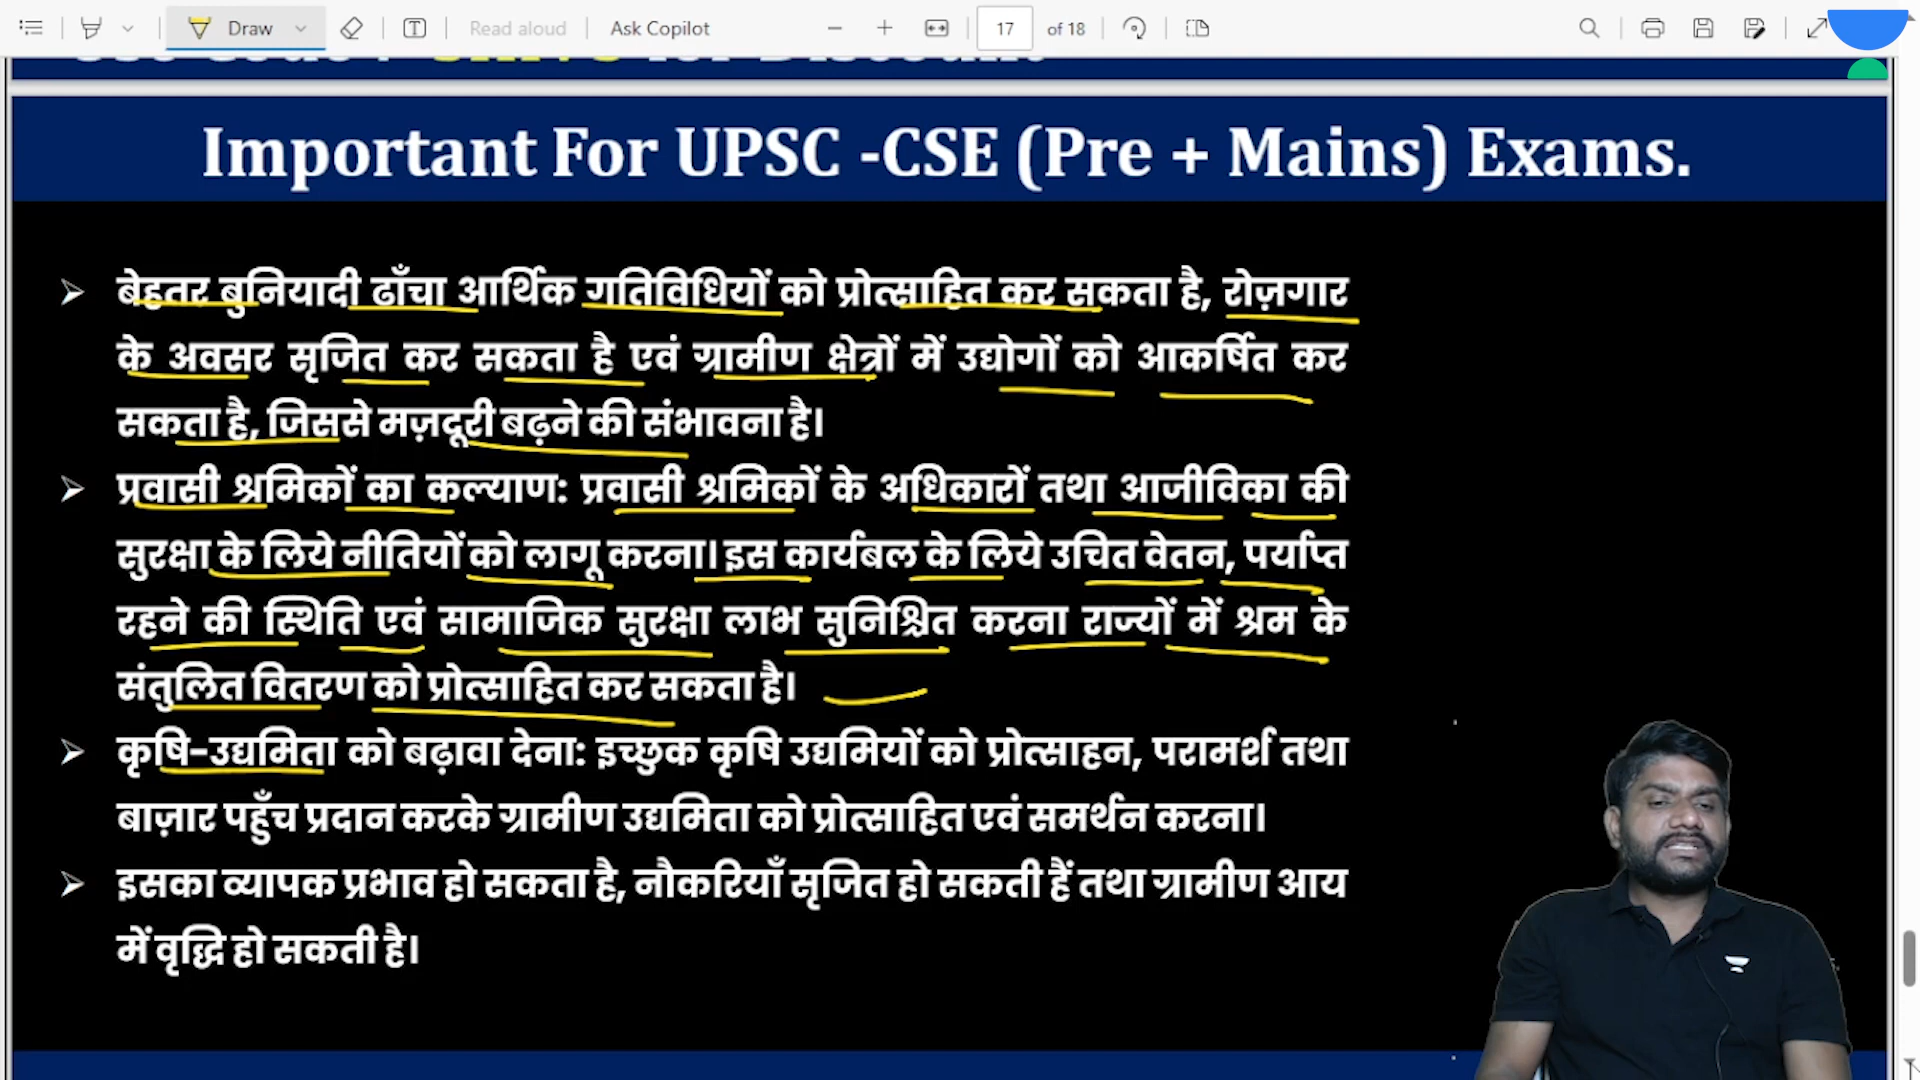 Draw
Read aloud
Ask Copilot
17
of 18
Important For UPSC -CSE (Pre + Mains) Exams.
➢ बेहतर बुनियादी ढाँचा आर्थिक गतिविधियों को प्रोत्साहित कर सकता है, रोज़गार
के अवसर सृजित कर सकता है एवं ग्रामीण क्षेत्रों में उद्योगों को आकर्षित कर
सकता है, जिससे मज़दूरी बढ़ने की संभावना है।
➢ प्रवासी श्रमिकों का कल्याण: प्रवासी श्रमिकों के अधिकारों तथा आजीविका की
सुरक्षा के लिये नीतियों को लागू करना। इस कार्यबल के लिये उचित वेतन, पर्याप्त
रहने की स्थिति एवं सामाजिक सुरक्षा लाभ सुनिश्चित करना राज्यों में श्रम के
संतुलित वितरण को प्रोत्साहित कर सकता है।
➢ कृषि-उद्यमिता को बढ़ावा देना: इच्छुक कृषि उद्यमियों को प्रोत्साहन, परामर्श तथा
बाज़ार पहुँच प्रदान करके ग्रामीण उद्यमिता को प्रोत्साहित एवं समर्थन करना।
➢ इसका व्यापक प्रभाव हो सकता है, नौकरियाँ सृजित हो सकती हैं तथा ग्रामीण आय
में वृद्धि हो सकती है।